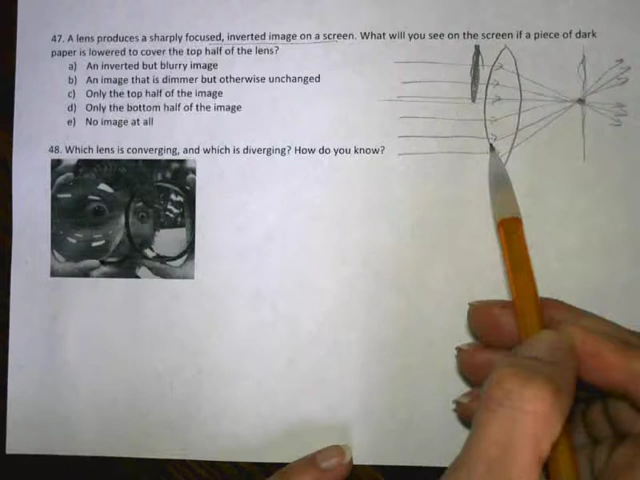 47. A lens produces a sharply focused, inverted image on a screen. What will you see on the screen if a piece of dark
paper is lowered to cover the top half of the lens?
a) An inverted but blurry image
b) An image that is dimmer but otherwise unchanged
c) Only the top half of the image
d) Only the bottom half of the image
e) No image at all
48. Which lens is converging, and which is diverging? How do you know?